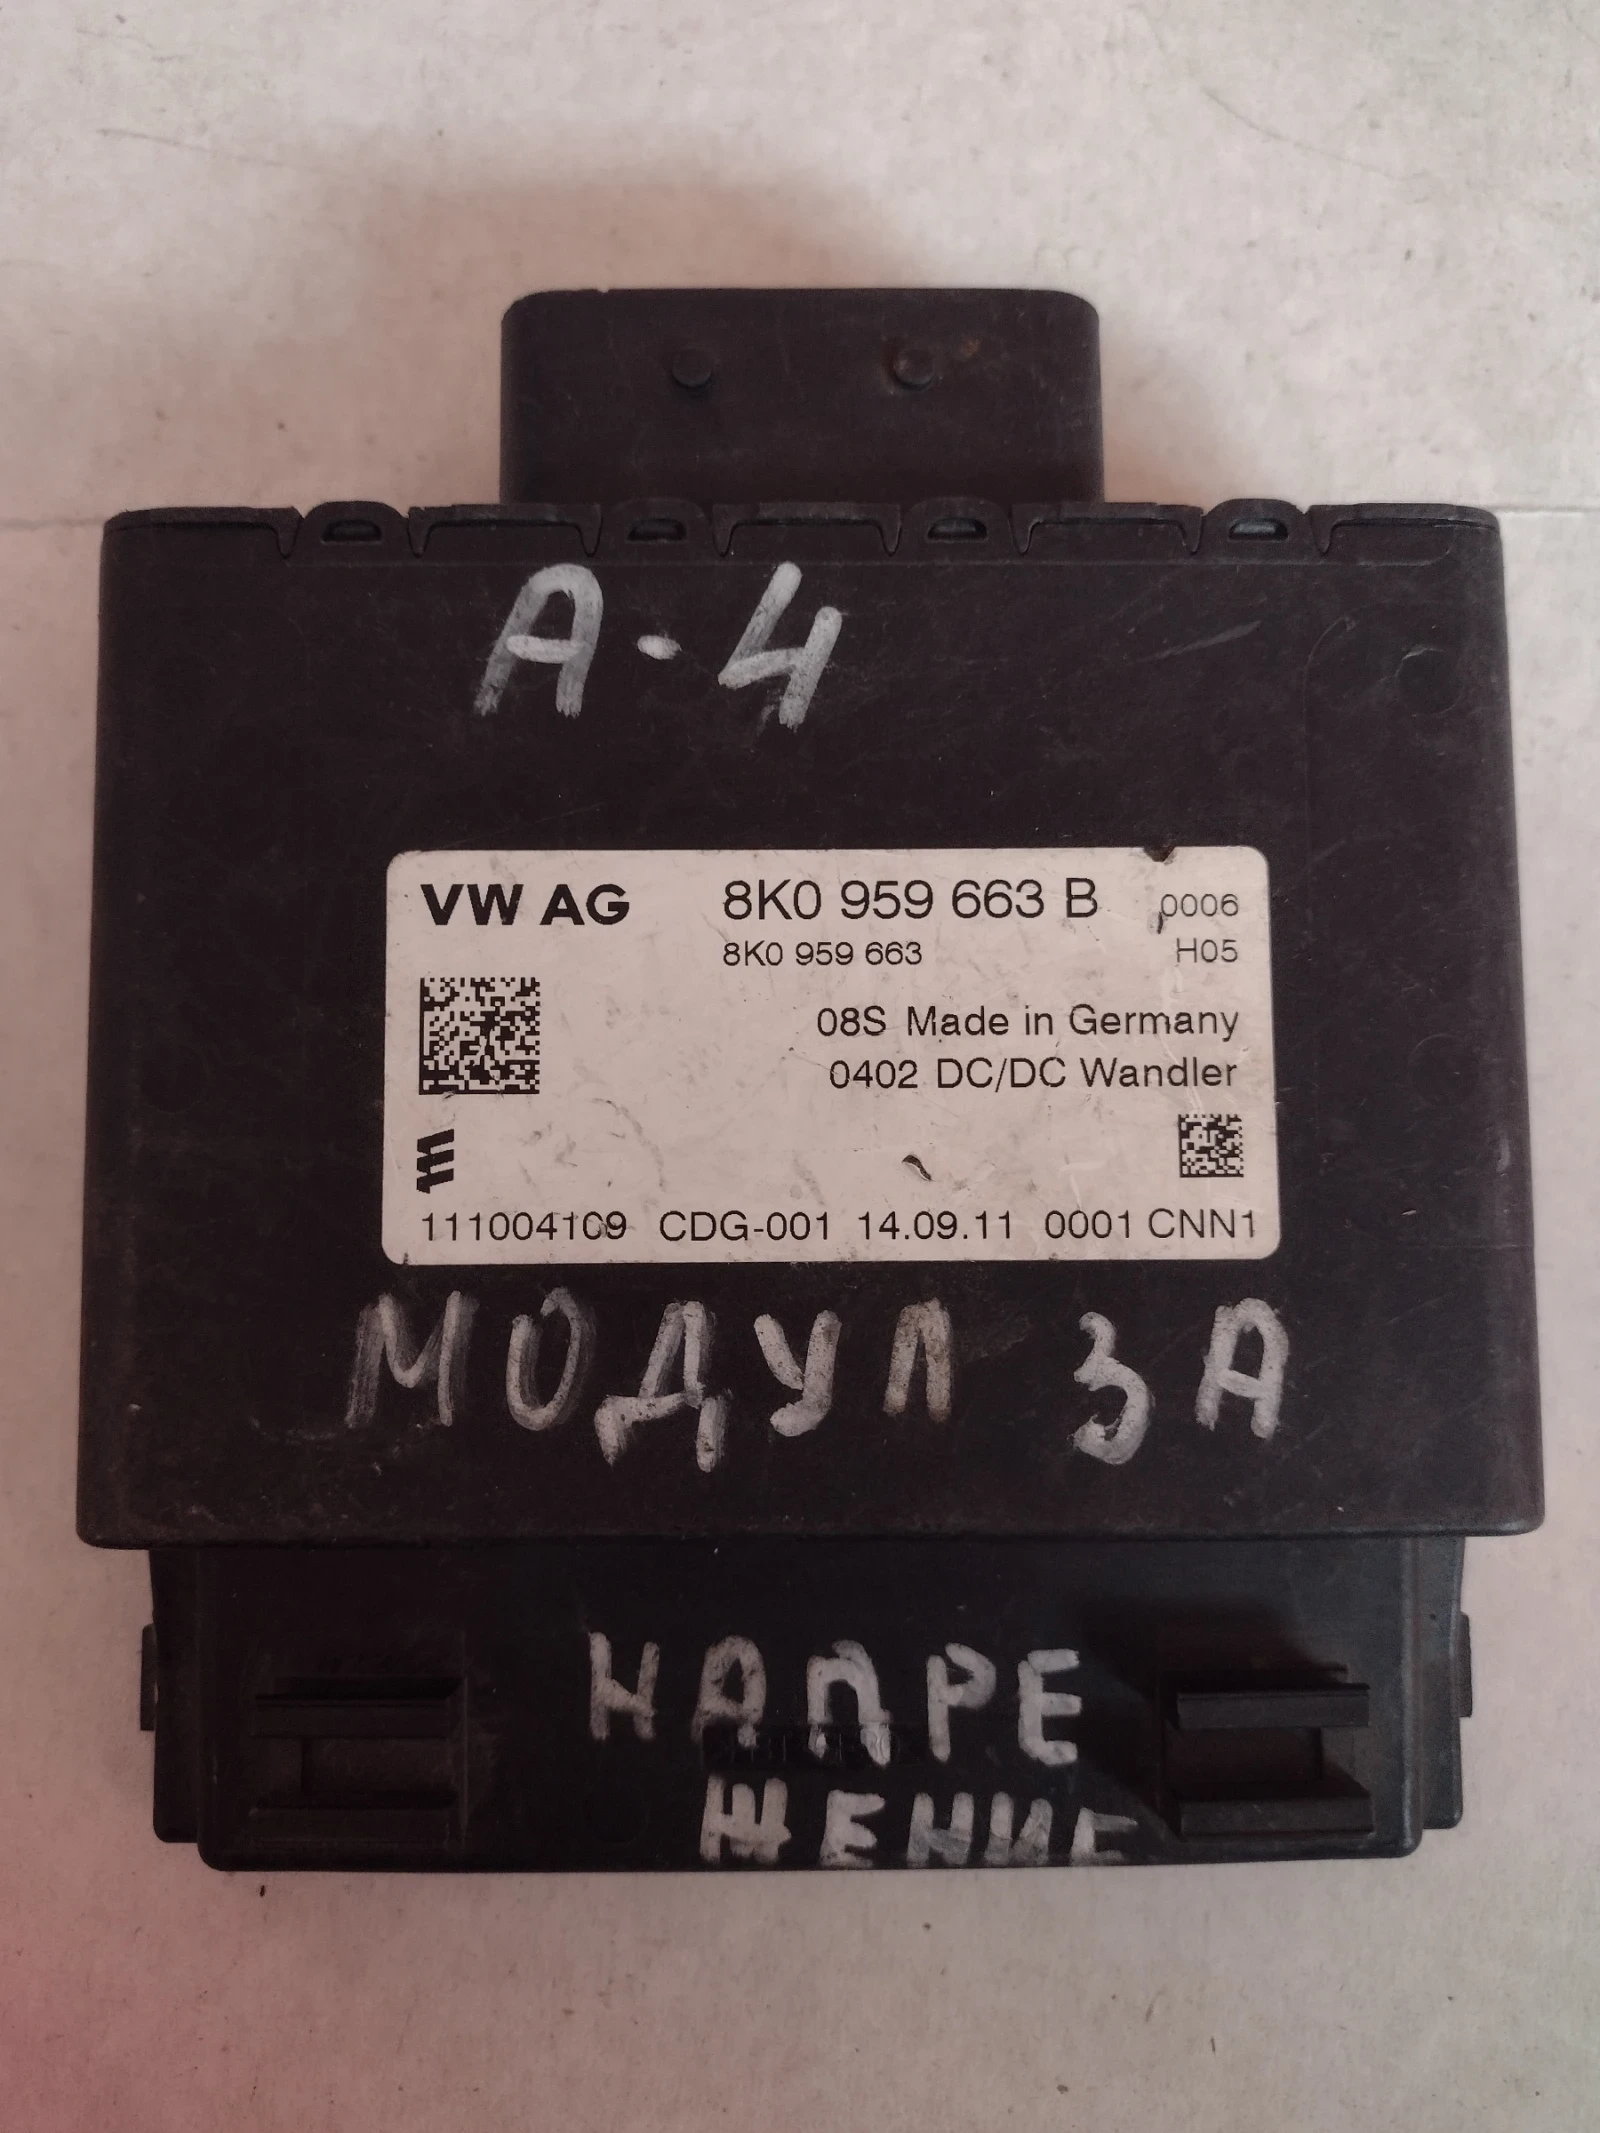 А-4
VW AG 8K0 959 663 B 0006
8K0 959 663 H05
08S Made in Germany
0402 DC/DC Wandler
111004109 CDG-001 14.09.11 0001 CNN1
МОДУЛ ЗА
НАПРЕ
ЖЕНИЕ